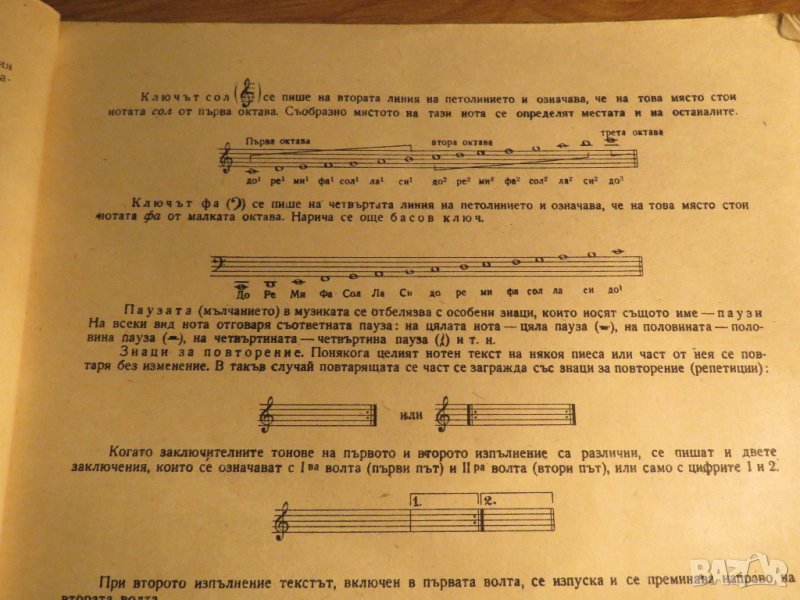 ия
а-
Ключът сол ( ) се пише на втората линия на петолинието и означава, че на това място стои
нотата сол от първа октава. Съобразно мястото на тази нота се определят местата и на останалите.
Първа октава втора октава трета октава
до¹ ре¹ ми¹ фа¹ сол¹ ла¹ си¹ до² ре² ми² фа² сол² ла² си² до³
Ключът фа ( ) се пише на четвъртата линия на петолинието и означава, че на това място стои
нотата фа от малката октава. Нарича се още басов ключ.
До Ре Ми Фа Сол Ла Си до ре ми фа сол ла си до¹
Паузата (мълчанието) в музиката се отбелязва с особени знаци, които носят същото име — паузи
На всеки вид нота отговаря съответната пауза: на цялата нота — цяла пауза ( ), на половината — поло-
винa пауза ( ), на четвъртината — четвъртина пауза ( ) и т. н.
Знаци за повторение. Понякога целият нотен текст на някоя пиеса или част от нея се пов-
таря без изменение. В такъв случай повтарящата се част се загражда със знаци за повторение (репетиции):
или
Когато заключителните тонове на първото и второто изпълнение са различни, се пишат и двете
заключения, които се означават с I ва волта (първи път) и II ра волта (втори път), или само с цифрите 1 и 2.
1. 2.
При второто изпълнение текстът, включен в първата волта, се изпуска и се преминава направо на
втората волта.
BAZAR